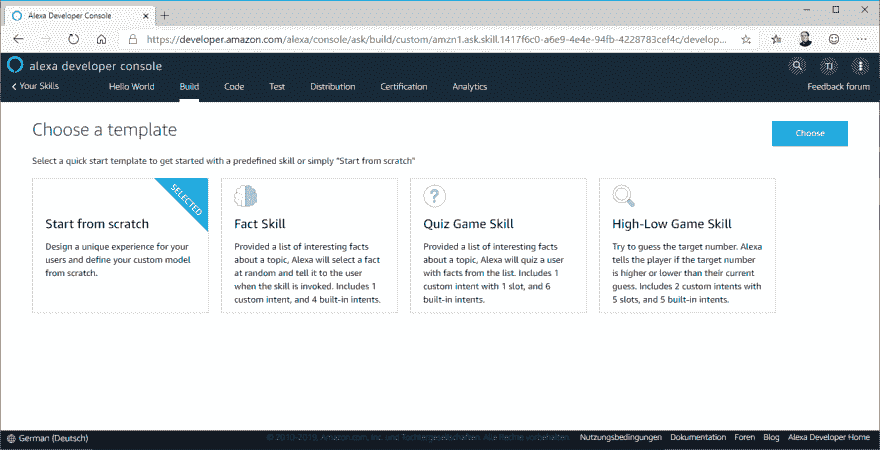 Alexa Developer Console
https://developer.amazon.com/alexa/console/ask/build/custom/amzn1.ask.skill.1417f6c0-a6e9-4e4e-94fb-4228783cef4c/develop...
alexa developer console
TJ
Your Skills Hello World Build Code Test Distribution Certification Analytics Feedback forum
Choose a template
Choose
Select a quick start template to get started with a predefined skill or simply "Start from scratch"
SELECTED
Start from scratch
Design a unique experience for your
users and define your custom model
from scratch.
Fact Skill
Provided a list of interesting facts
about a topic, Alexa will select a fact
at random and tell it to the user
when the skill is invoked. Includes 1
custom intent, and 4 built-in intents.
Quiz Game Skill
Provided a list of interesting facts
about a topic, Alexa will quiz a user
with facts from the list. Includes 1
custom intent with 1 slot, and 6
built-in intents.
High-Low Game Skill
Try to guess the target number. Alexa
tells the player if the target number
is higher or lower than their current
guess. Includes 2 custom intents with
5 slots, and 5 built-in intents.
German (Deutsch) © 2010-2019, Amazon.com, Inc. und Tochtergesellschaften. Alle Rechte vorbehalten. Nutzungsbedingungen Dokumentation Foren Blog Alexa Developer Home